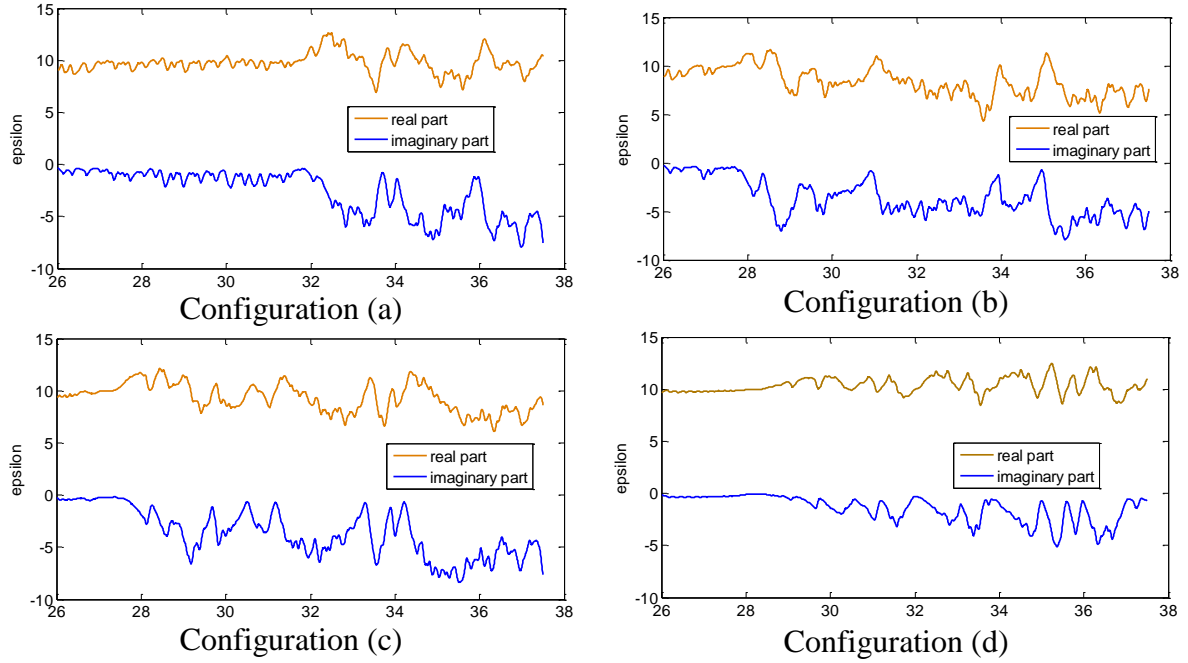 15
10
5
0
-5
-10
epsilon
real part
imaginary part
26 28 30 32 34 36 38
Configuration (a)
15
10
5
0
-5
-10
epsilon
real part
imaginary part
26 28 30 32 34 36 38
Configuration (b)
15
10
5
0
-5
-10
epsilon
real part
imaginary part
26 28 30 32 34 36 38
Configuration (c)
15
10
5
0
-5
-10
epsilon
real part
imaginary part
26 28 30 32 34 36 38
Configuration (d)